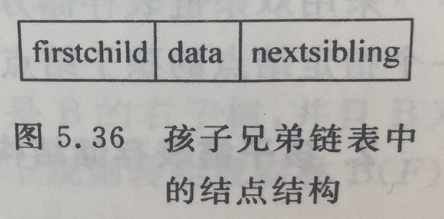 firstchild data nextsibling
图 5.36 孩子兄弟链表中
的结点结构